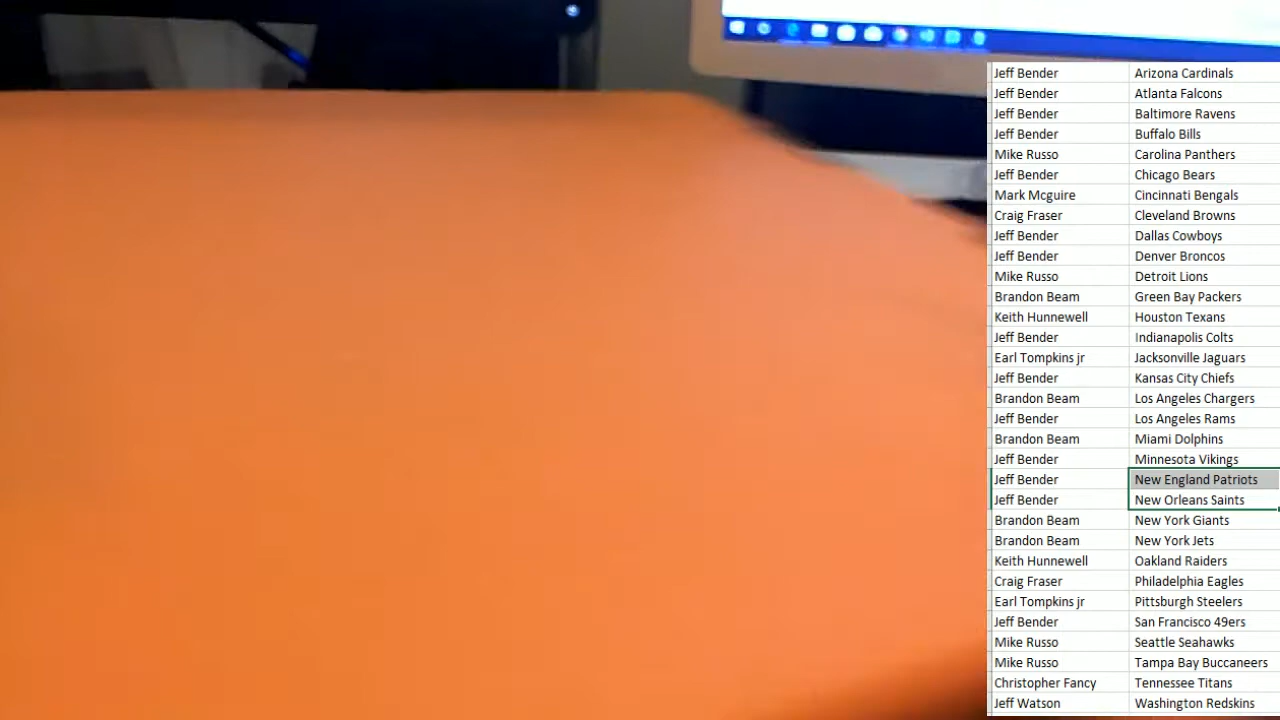 Jeff Bender Arizona Cardinals
Jeff Bender Atlanta Falcons
Jeff Bender Baltimore Ravens
Jeff Bender Buffalo Bills
Mike Russo Carolina Panthers
Jeff Bender Chicago Bears
Mark Mcguire Cincinnati Bengals
Craig Fraser Cleveland Browns
Jeff Bender Dallas Cowboys
Jeff Bender Denver Broncos
Mike Russo Detroit Lions
Brandon Beam Green Bay Packers
Keith Hunnewell Houston Texans
Jeff Bender Indianapolis Colts
Earl Tompkins jr Jacksonville Jaguars
Jeff Bender Kansas City Chiefs
Brandon Beam Los Angeles Chargers
Jeff Bender Los Angeles Rams
Brandon Beam Miami Dolphins
Jeff Bender Minnesota Vikings
Jeff Bender New England Patriots
Jeff Bender New Orleans Saints
Brandon Beam New York Giants
Brandon Beam New York Jets
Keith Hunnewell Oakland Raiders
Craig Fraser Philadelphia Eagles
Earl Tompkins jr Pittsburgh Steelers
Jeff Bender San Francisco 49ers
Mike Russo Seattle Seahawks
Mike Russo Tampa Bay Buccaneers
Christopher Fancy Tennessee Titans
Jeff Watson Washington Redskins